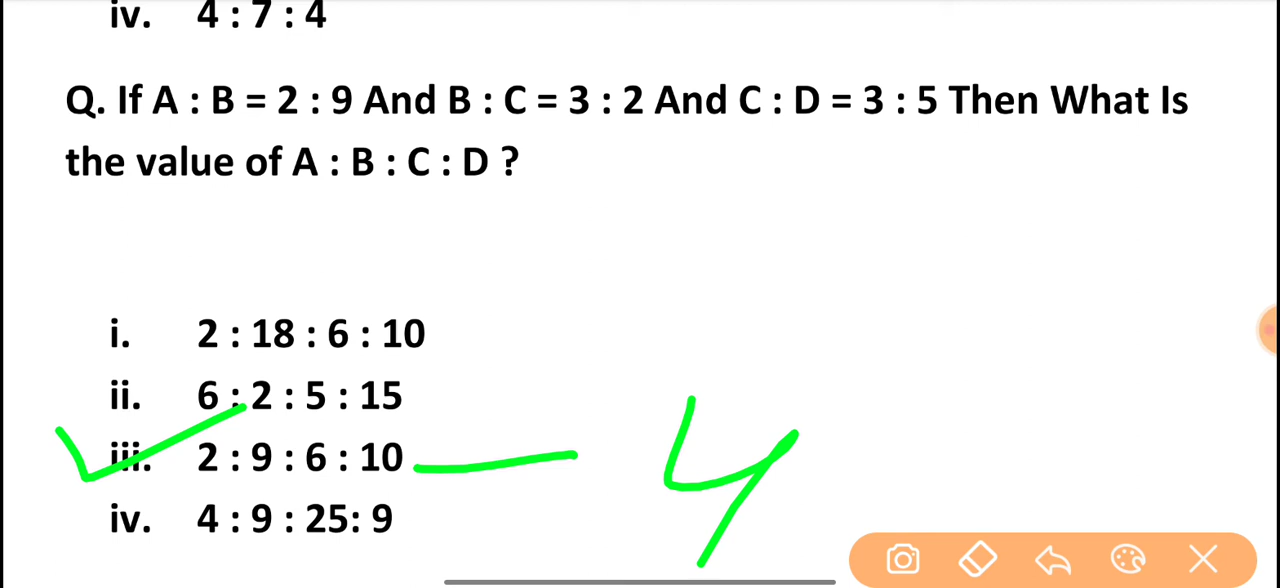 iv. 4 : 7 : 4
Q. If A : B = 2 : 9 And B : C = 3 : 2 And C : D = 3 : 5 Then What Is
the value of A : B : C : D ?
i. 2 : 18 : 6 : 10
ii. 6 : 2 : 5 : 15
iii. 2 : 9 : 6 : 10
4
iv. 4 : 9 : 25: 9